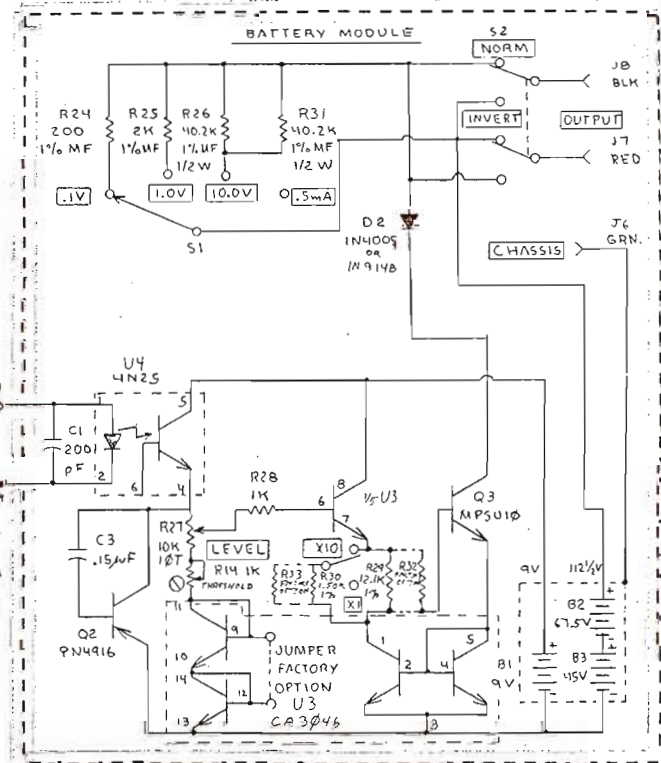 BATTERY MODULE
S2
NORM
J8
BLK
INVERT
OUTPUT
J7
RED
R24
200
1% MF
R25
2K
1% MF
1/2 W
R26
40.2K
1% MF
1/2 W
R31
40.2K
1% MF
1/2 W
.1V
1.0V
10.0V
.5mA
S1
D2
1N4005
OR
1N914B
CHASSIS
J6
GRN.
U4
4N25
5
1
2
6
4
C1
200
pF
C3
.15μF
Q2
PN4916
R27
10K
10T
LEVEL
R14 1K
THRESHOLD
R28
1K
8
6
7
1/5 U3
X10
R33
R30
1.50K
1%
R29
12.1K
1%
R32
X1
Q3
MPSU10
11
9
10
14
12
13
JUMPER
FACTORY
OPTION
U3
CA3046
1
2
4
5
3
9V
112 1/2V
B1
9V
B2
67.5V
B3
45V